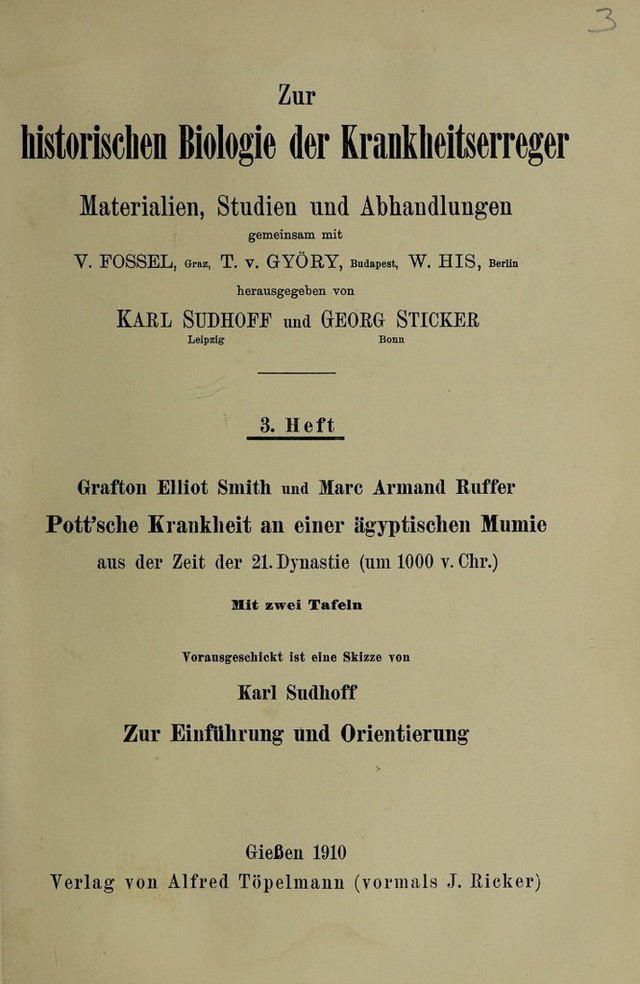 3
Zur
historischen Biologie der Krankheitserreger
Materialien, Studien und Abhandlungen
gemeinsam mit
V. FOSSEL, Graz, T. v. GYÖRY, Budapest, W. HIS, Berlin
herausgegeben von
KARL SUDHOFF und GEORG STICKER
Leipzig Bonn
3. Heft
Grafton Elliot Smith und Marc Armand Ruffer
Pott'sche Krankheit an einer ägyptischen Mumie
aus der Zeit der 21. Dynastie (um 1000 v. Chr.)
Mit zwei Tafeln
Vorausgeschickt ist eine Skizze von
Karl Sudhoff
Zur Einführung und Orientierung
Gießen 1910
Verlag von Alfred Töpelmann (vormals J. Ricker)